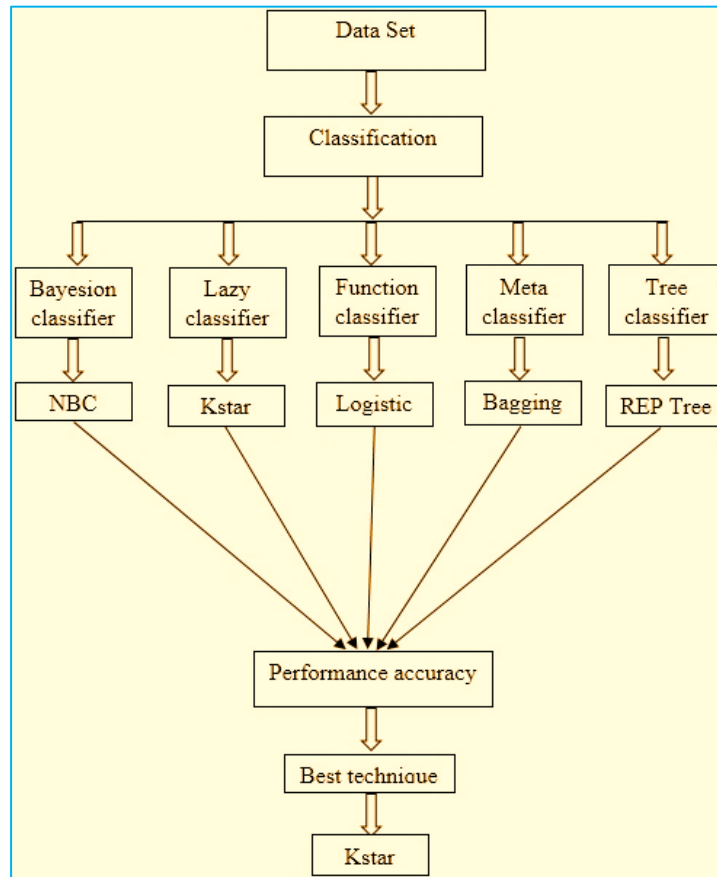 Data Set
Classification
Bayesion
classifier
Lazy
classifier
Function
classifier
Meta
classifier
Tree
classifier
NBC
Kstar
Logistic
Bagging
REP Tree
Performance accuracy
Best technique
Kstar